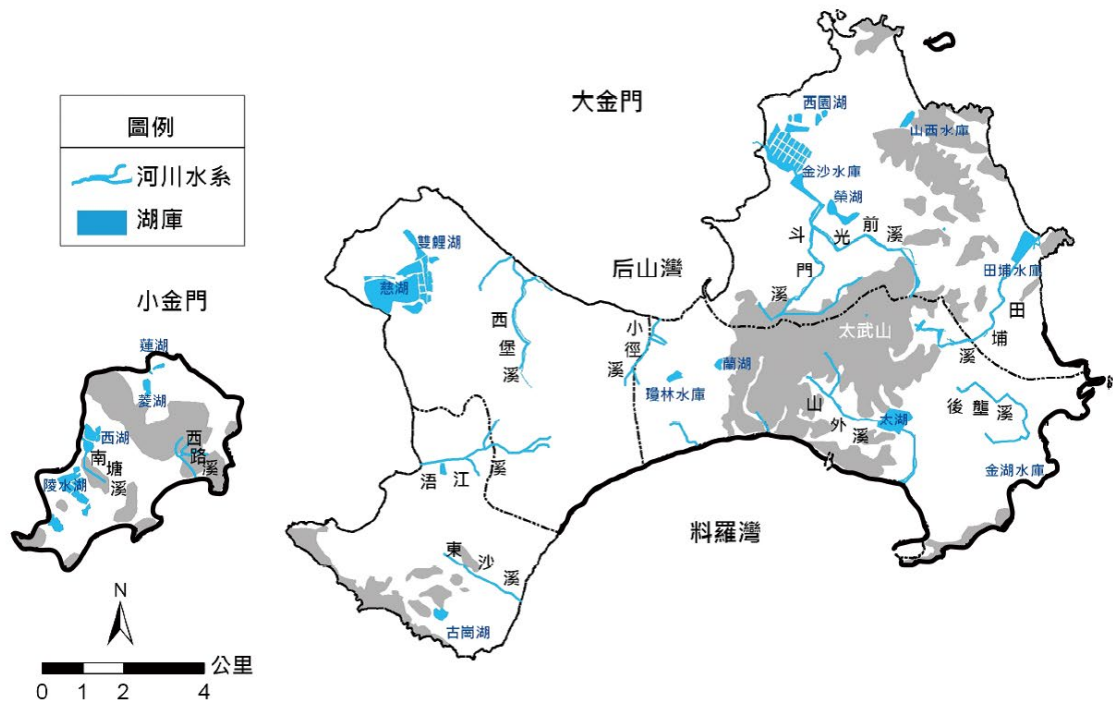 圖例
河川水系
湖庫
大金門
小金門
后山灣
料羅灣
太武山
西園湖
山西水庫
金沙水庫
榮湖
斗門溪
光前溪
田埔水庫
田埔溪
雙鯉湖
慈湖
西堡溪
小徑溪
蘭湖
瓊林水庫
山外溪
太湖
後壟溪
金湖水庫
浯江溪
東沙溪
古崗湖
蓮湖
菱湖
西湖
南塘溪
西路溪
陵水湖
N
公里
0 1 2 4